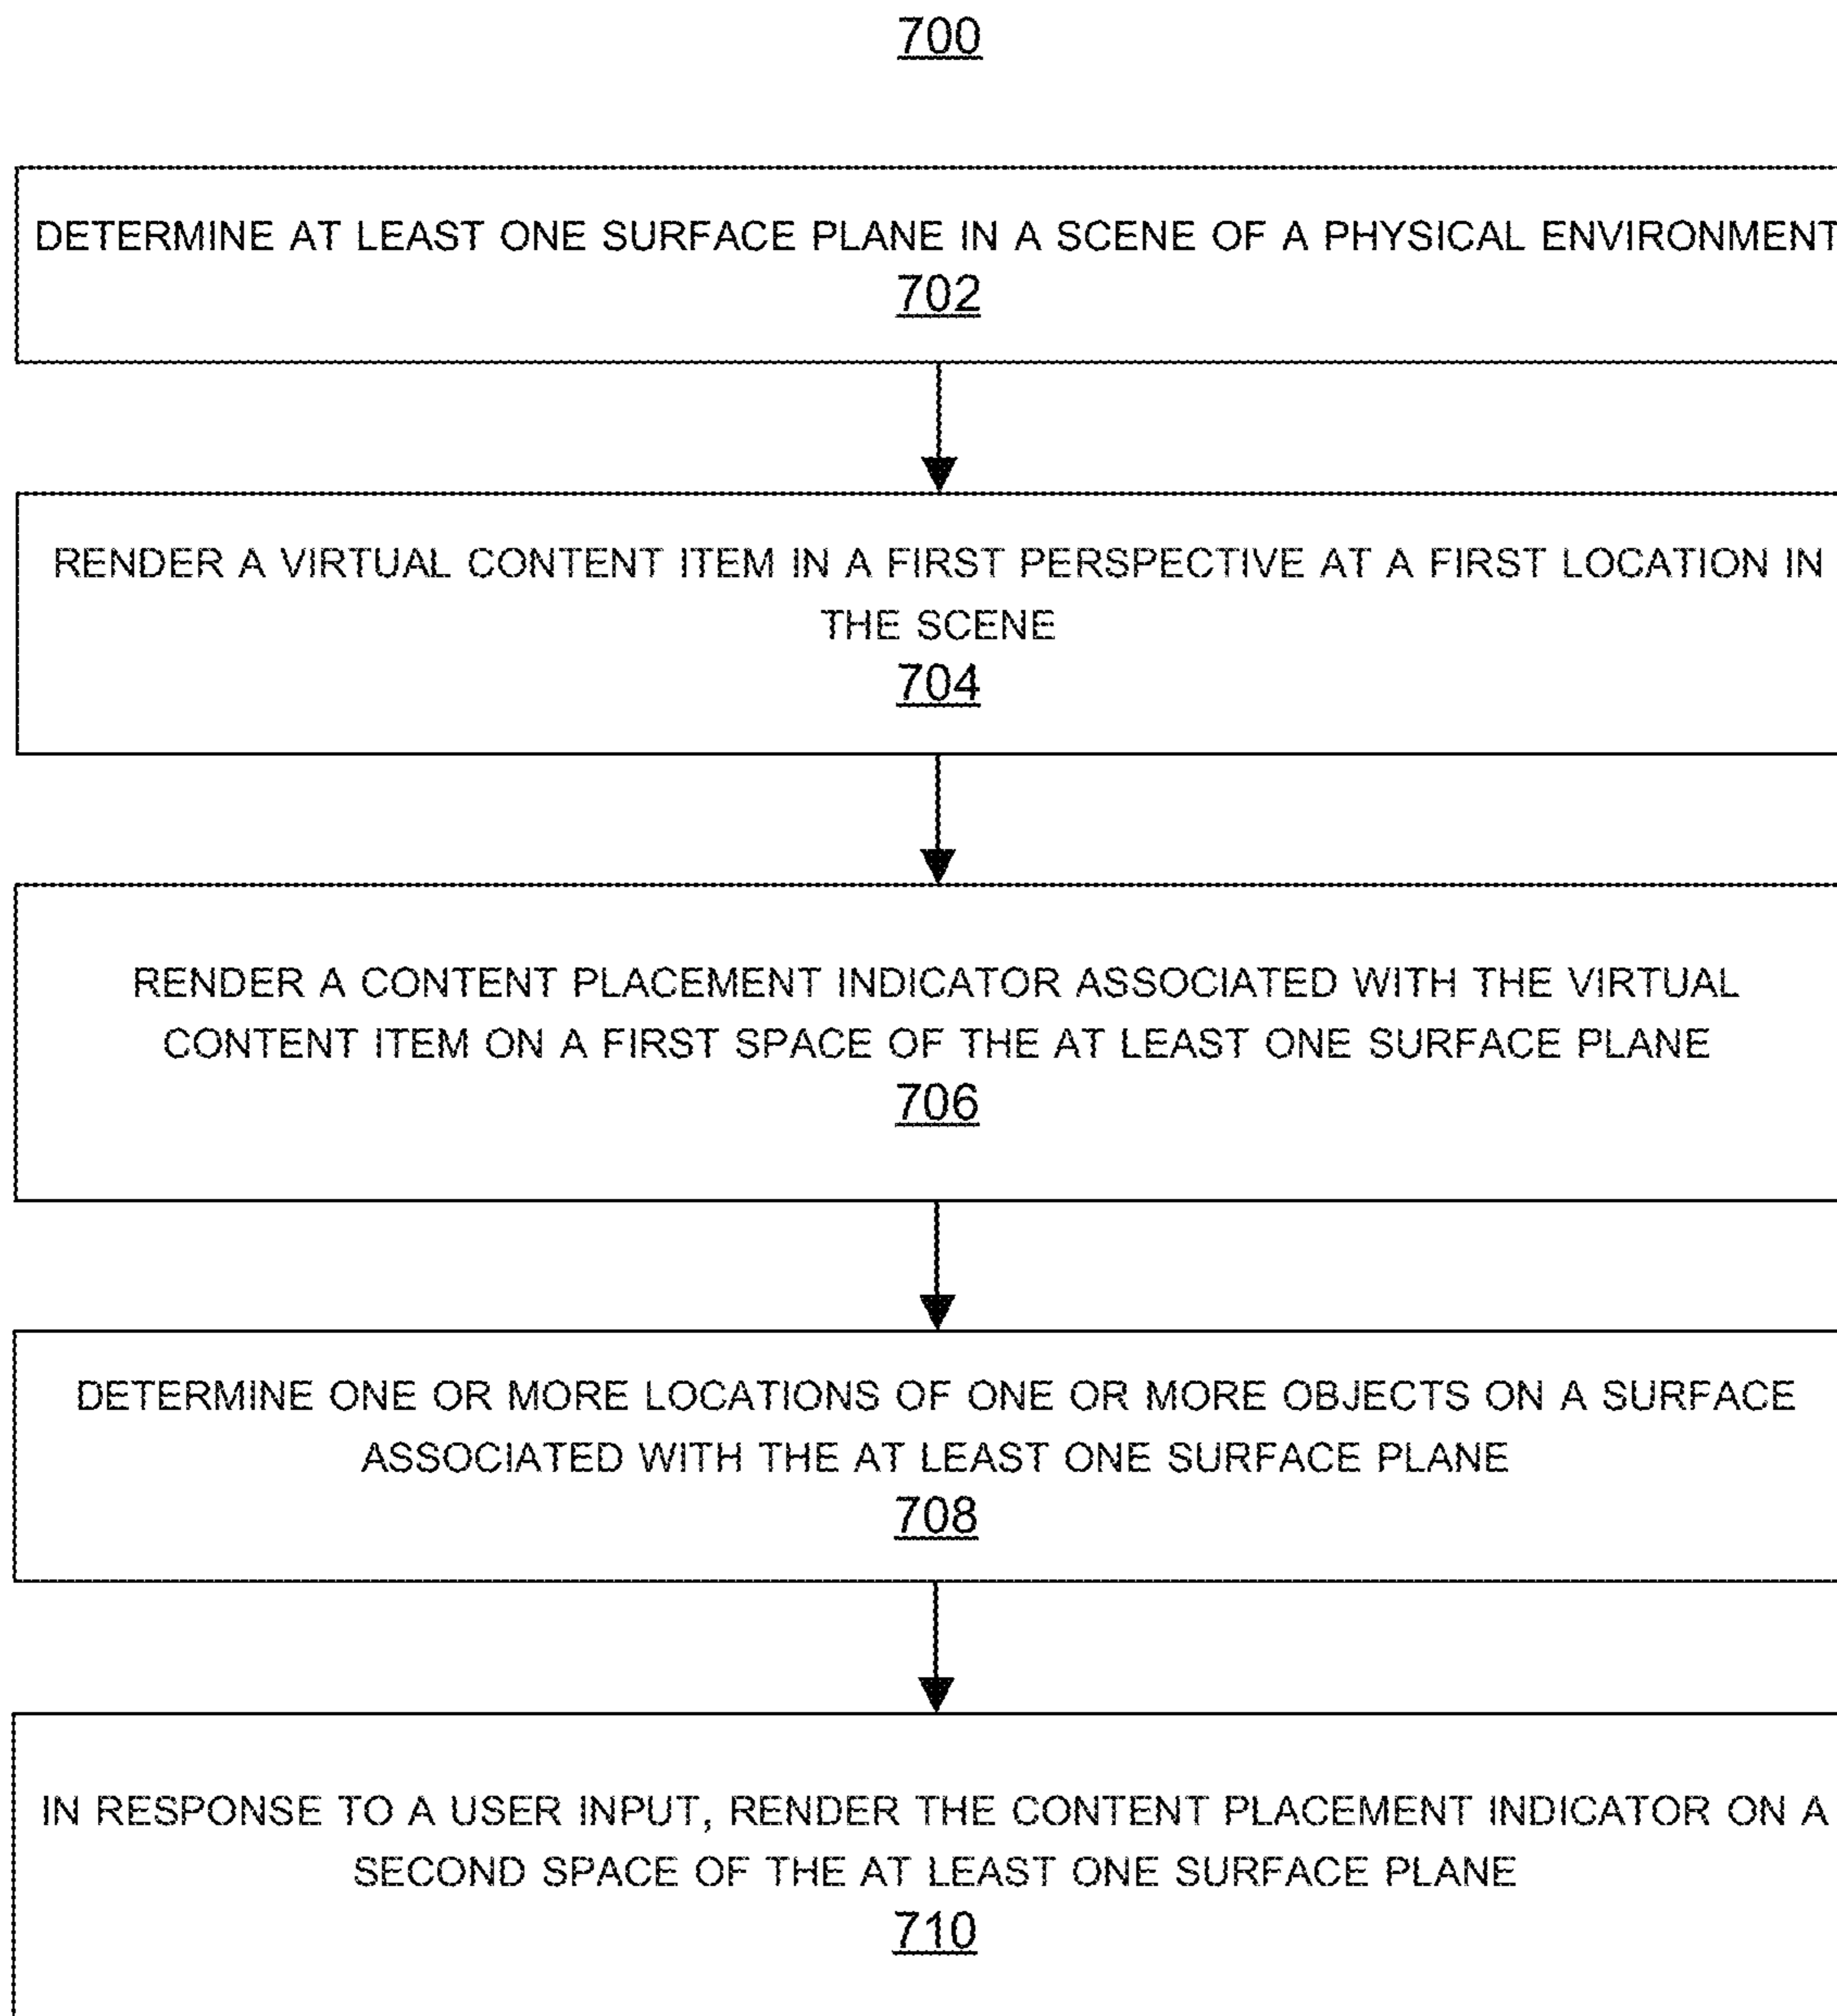 700
DETERMINE AT LEAST ONE SURFACE PLANE IN A SCENE OF A PHYSICAL ENVIRONMENT
702
RENDER A VIRTUAL CONTENT ITEM IN A FIRST PERSPECTIVE AT A FIRST LOCATION IN
THE SCENE
704
RENDER A CONTENT PLACEMENT INDICATOR ASSOCIATED WITH THE VIRTUAL
CONTENT ITEM ON A FIRST SPACE OF THE AT LEAST ONE SURFACE PLANE
706
DETERMINE ONE OR MORE LOCATIONS OF ONE OR MORE OBJECTS ON A SURFACE
ASSOCIATED WITH THE AT LEAST ONE SURFACE PLANE
708
IN RESPONSE TO A USER INPUT, RENDER THE CONTENT PLACEMENT INDICATOR ON A
SECOND SPACE OF THE AT LEAST ONE SURFACE PLANE
710